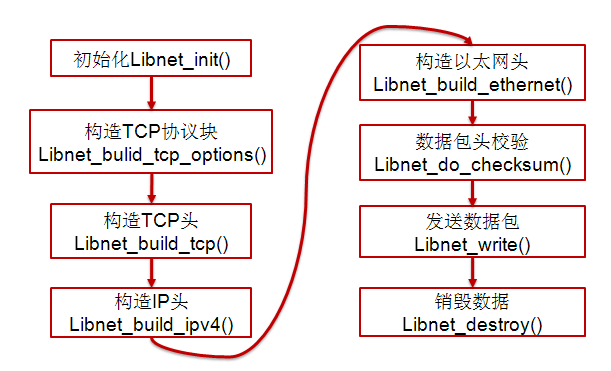 初始化Libnet_init()
构造TCP协议块
Libnet_bulid_tcp_options()
构造TCP头
Libnet_build_tcp()
构造IP头
Libnet_build_ipv4()
构造以太网头
Libnet_build_ethernet()
数据包头校验
Libnet_do_checksum()
发送数据包
Libnet_write()
销毁数据
Libnet_destroy()